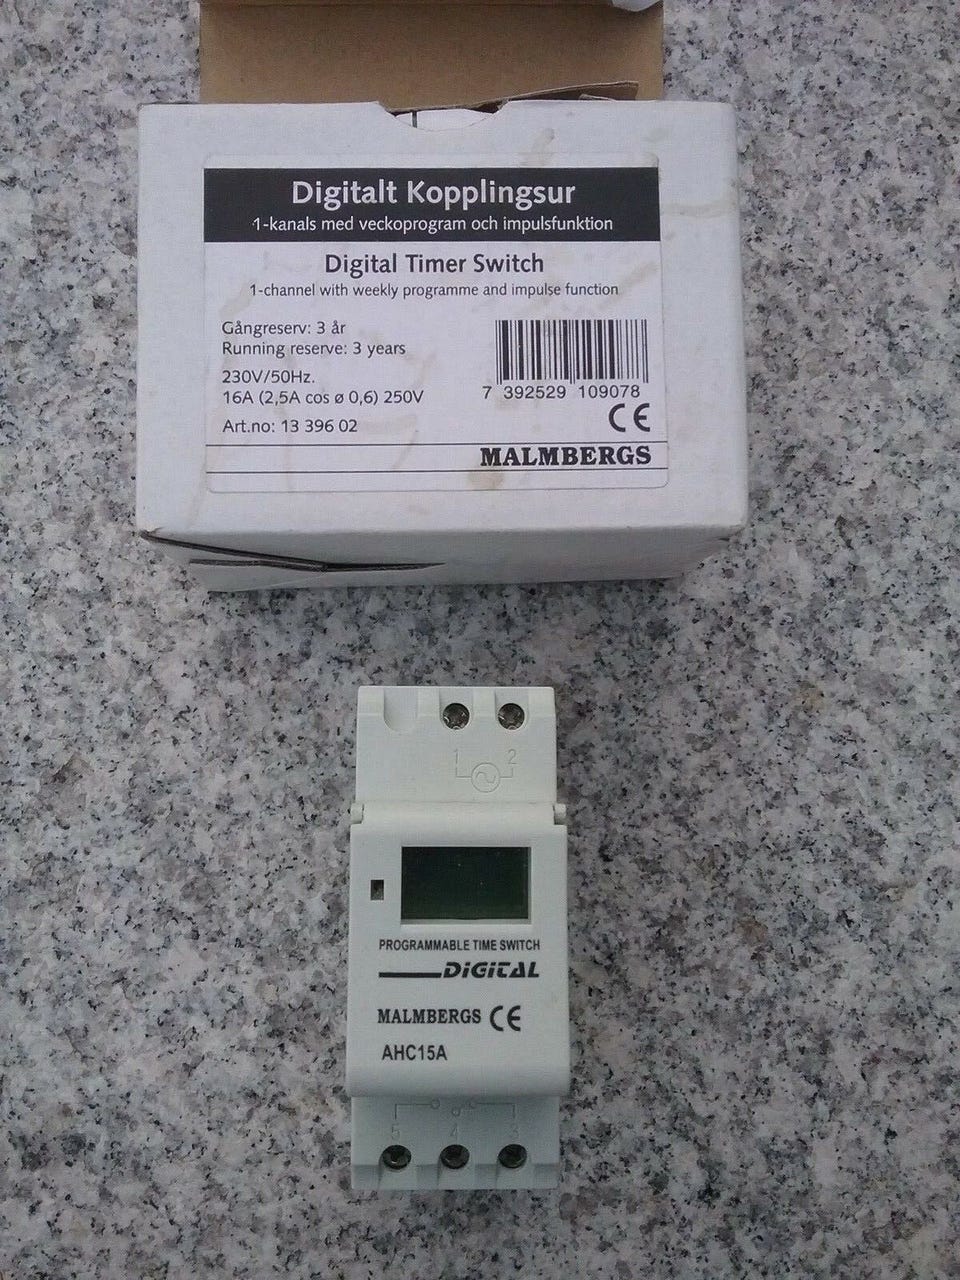 Digitalt Kopplingsur
1-kanals med veckoprogram och impulsfunktion
Digital Timer Switch
1-channel with weekly programme and impulse function
Gångreserv: 3 år
Running reserve: 3 years
230V/50Hz.
16A (2,5A cos ø 0,6) 250V
Art.no: 13 396 02
7 392529 109078
CE
MALMBERGS
1 2
PROGRAMMABLE TIME SWITCH
DIGITAL
MALMBERGS CE
AHC15A
5 4 3